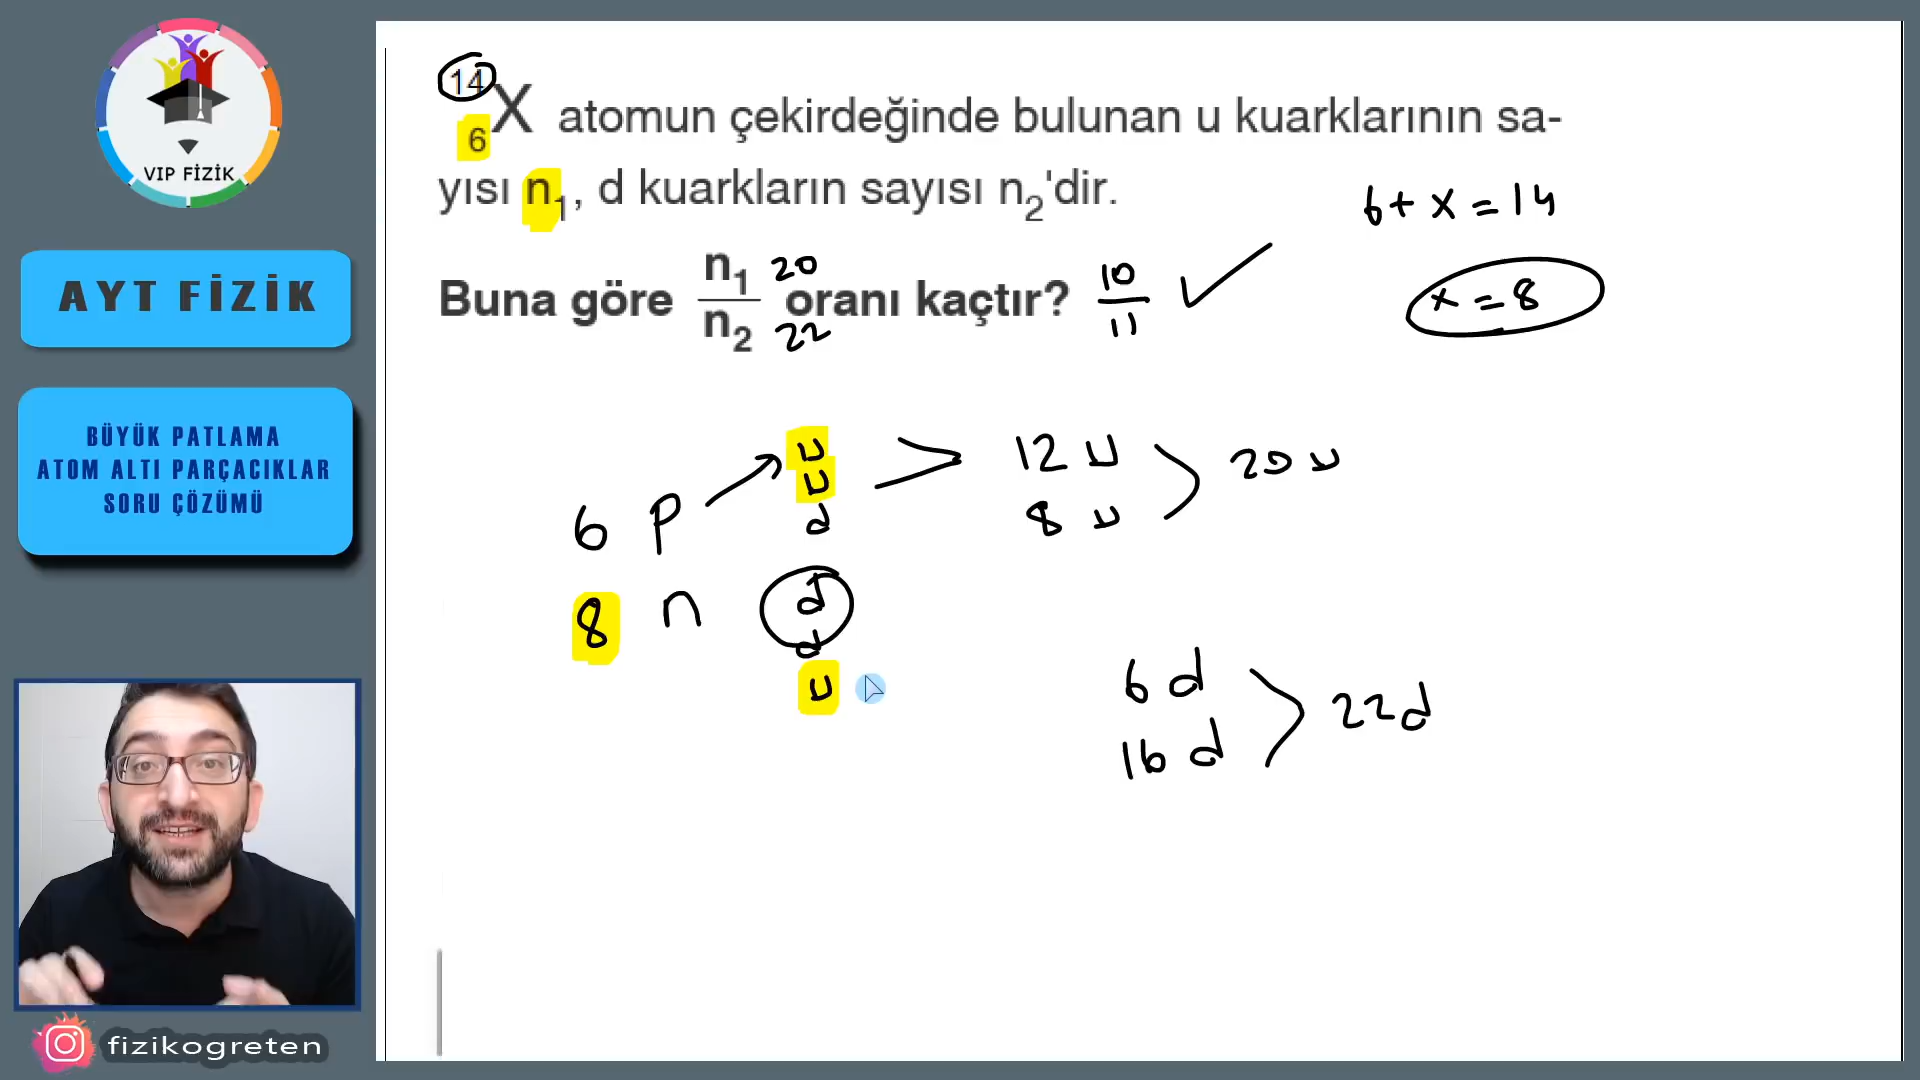 VIP FİZİK
AYT FİZİK
BÜYÜK PATLAMA
ATOM ALTI PARÇACIKLAR
SORU ÇÖZÜMÜ
fizikogreten
14
6 X atomun çekirdeğinde bulunan u kuarklarının sa-
yısı n1, d kuarkların sayısı n2'dir.
Buna göre n1/n2 oranı kaçtır?
20
22
10/11
6+x=14
x=8
6 p
u
u
d
12 u
8 u
20 u
8 n
d
d
u
6 d
16 d
22d